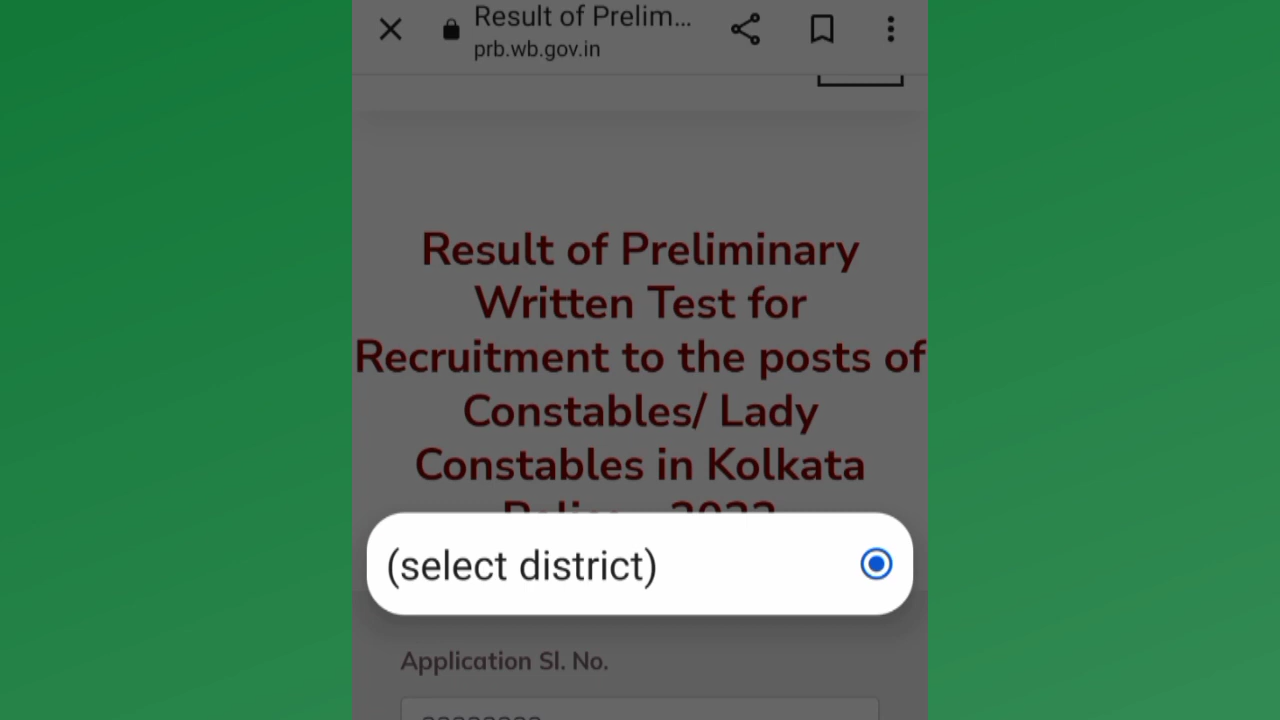 Result of Prelim...
prb.wb.gov.in
Result of Preliminary
Written Test for
Recruitment to the posts of
Constables/ Lady
Constables in Kolkata
(select district)
Application Sl. No.